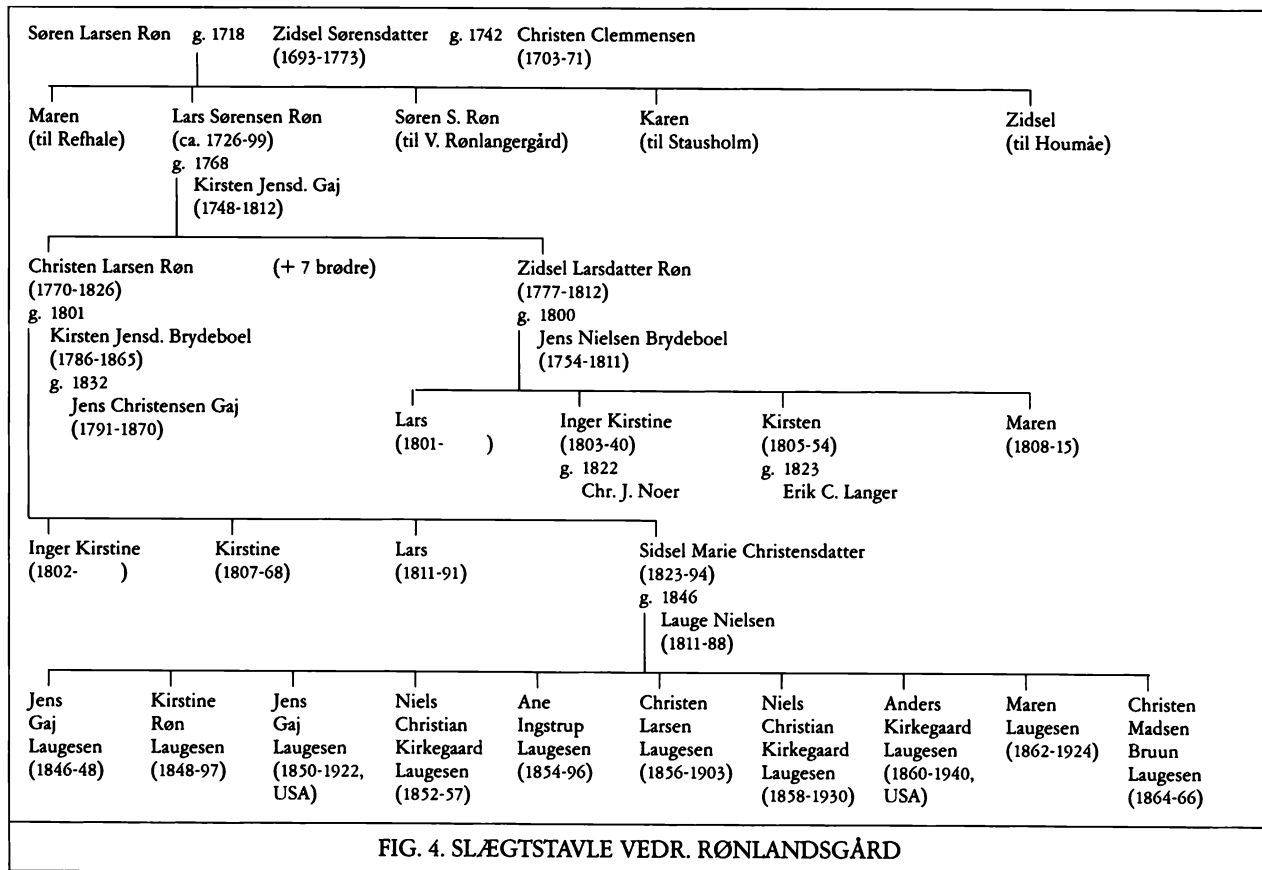 Søren Larsen Røn g. 1718 Zidsel Sørensdatter g. 1742 Christen Clemmensen
(1693-1773) (1703-71)
Maren Lars Sørensen Røn Søren S. Røn Karen Zidsel
(til Refhale) (ca. 1726-99) (til V. Rønlangergård) (til Stausholm) (til Houmåe)
g. 1768
Kirsten Jensd. Gaj
(1748-1812)
Christen Larsen Røn (+ 7 brødre) Zidsel Larsdatter Røn
(1770-1826) (1777-1812)
g. 1801 g. 1800
Kirsten Jensd. Brydeboel Jens Nielsen Brydeboel
(1786-1865) (1754-1811)
g. 1832
Jens Christensen Gaj
(1791-1870)
Lars Inger Kirstine Kirsten Maren
(1801- ) (1803-40) (1805-54) (1808-15)
g. 1822 g. 1823
Chr. J. Noer Erik C. Langer
Inger Kirstine Kirstine Lars Sidsel Marie Christensdatter
(1802- ) (1807-68) (1811-91) (1823-94)
g. 1846
Lauge Nielsen
(1811-88)
Jens Kirstine Jens Niels Ane Christen Niels Anders Maren Christen
Gaj Røn Gaj Christian Ingstrup Larsen Christian Kirkegaard Laugesen Madsen
Laugesen Laugesen Laugesen Kirkegaard Laugesen Laugesen Kirkegaard Laugesen (1862-1924) Bruun
(1846-48) (1848-97) (1850-1922, Laugesen (1854-96) (1856-1903) Laugesen (1860-1940, Laugesen
USA) (1852-57) (1858-1930) USA) (1864-66)
FIG. 4. SLÆGTSTAVLE VEDR. RØNLANDSGÅRD